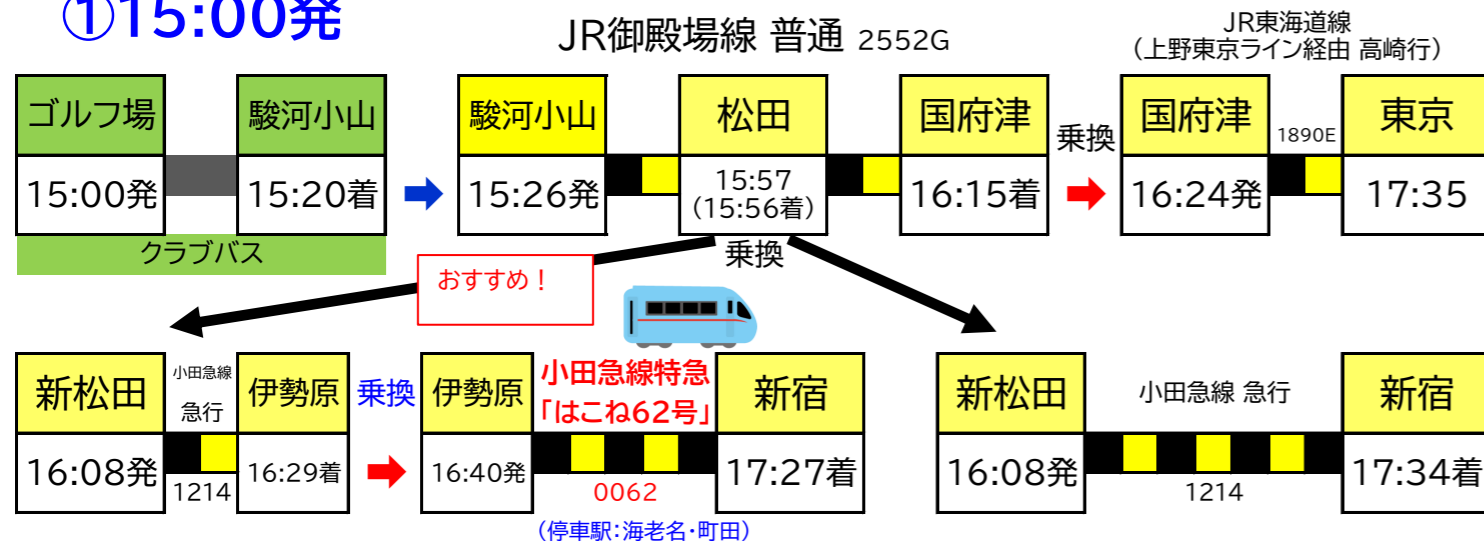 ①15:00発
JR御殿場線 普通 2552G
JR東海道線
（上野東京ライン経由 高崎行）
ゴルフ場
駿河小山
駿河小山
松田
国府津
乗換
国府津
1890E
東京
15:00発
15:20着
15:26発
15:57
（15:56着）
16:15着
16:24発
17:35
クラブバス
乗換
おすすめ！
新松田
小田急線
急行
伊勢原
乗換
伊勢原
小田急線特急
「はこね62号」
新宿
新松田
小田急線 急行
新宿
16:08発
1214
16:29着
16:40発
0062
17:27着
16:08発
1214
17:34着
（停車駅：海老名・町田）